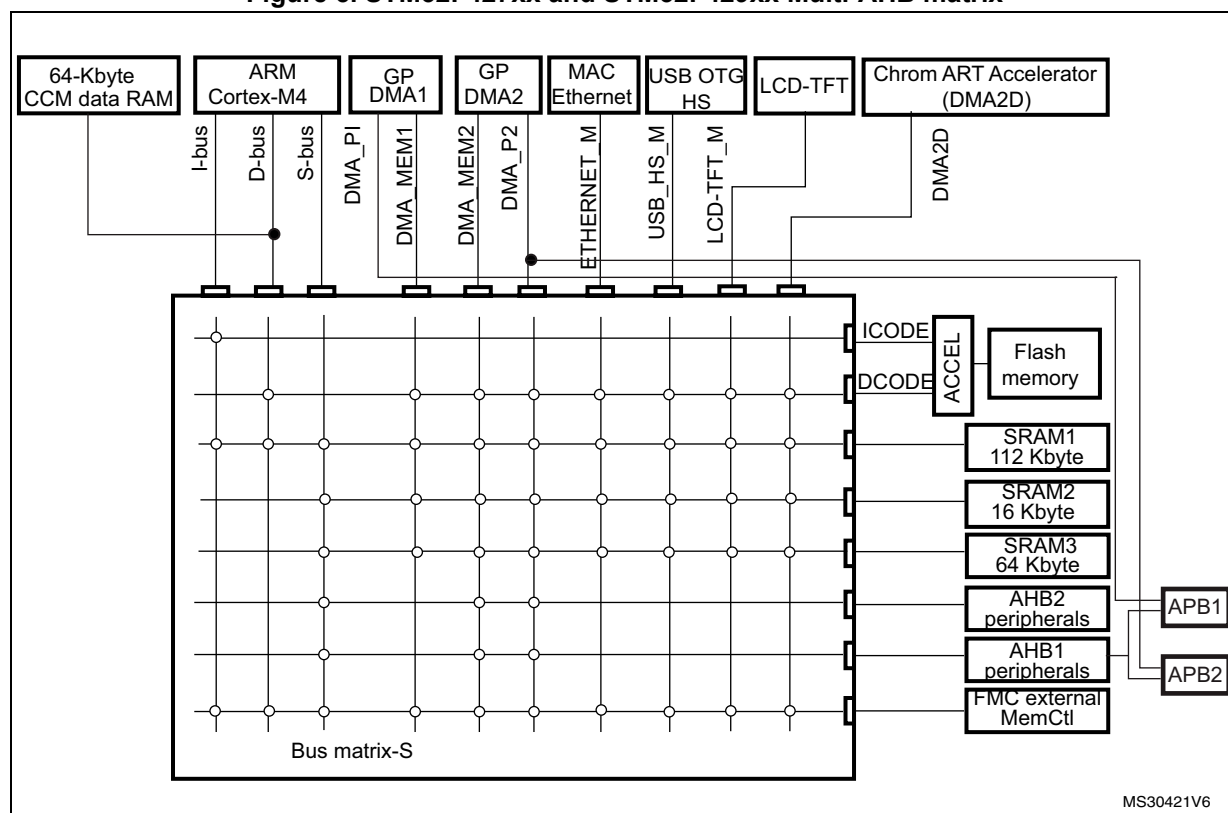 64-Kbyte
CCM data RAM
ARM
Cortex-M4
GP
DMA1
GP
DMA2
MAC
Ethernet
USB OTG
HS
LCD-TFT
Chrom ART Accelerator
(DMA2D)
I-bus
D-bus
S-bus
DMA_PI
DMA_MEM1
DMA_MEM2
DMA_P2
ETHERNET_M
USB_HS_M
LCD-TFT_M
DMA2D
ICODE
DCODE
ACCEL
Flash
memory
SRAM1
112 Kbyte
SRAM2
16 Kbyte
SRAM3
64 Kbyte
AHB2
peripherals
AHB1
peripherals
FMC external
MemCtl
APB1
APB2
Bus matrix-S
MS30421V6